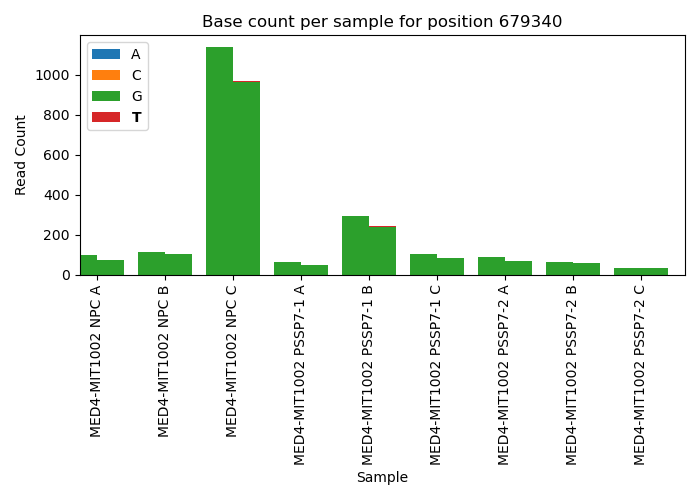 Base count per sample for position 679340
A
C
G
T
1000
800
600
400
200
0
Read Count
MED4-MIT1002 NPC A
MED4-MIT1002 NPC B
MED4-MIT1002 NPC C
MED4-MIT1002 PSSP7-1 A
MED4-MIT1002 PSSP7-1 B
MED4-MIT1002 PSSP7-1 C
MED4-MIT1002 PSSP7-2 A
MED4-MIT1002 PSSP7-2 B
MED4-MIT1002 PSSP7-2 C
Sample